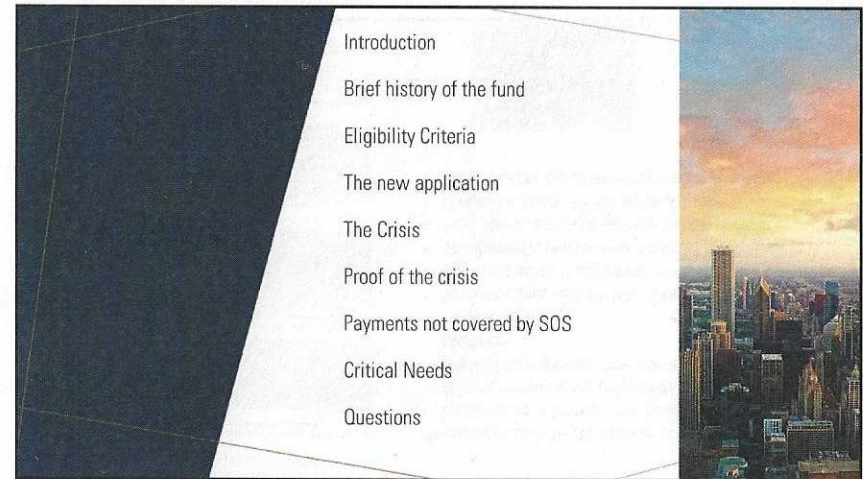 Introduction
Brief history of the fund
Eligibility Criteria
The new application
The Crisis
Proof of the crisis
Payments not covered by SOS
Critical Needs
Questions